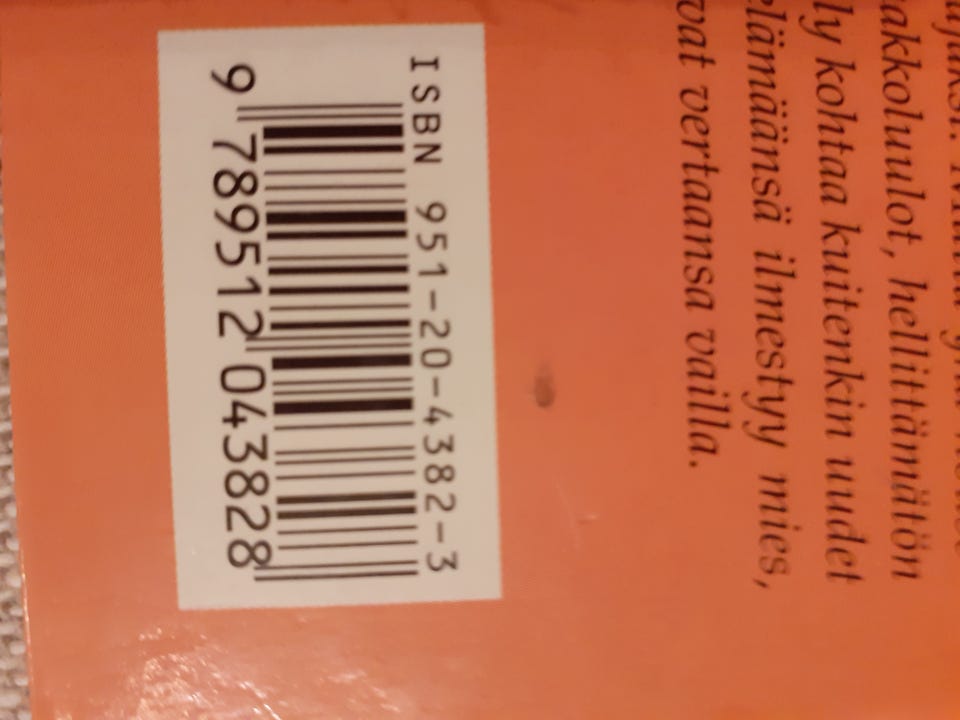 akkoluulot, hellittämätön
ly kohtaa kuitenkin uudet
elämäänsä ilmestyy mies,
vat vertaansa vailla.
ISBN 951-20-4382-3
9 789512 043828